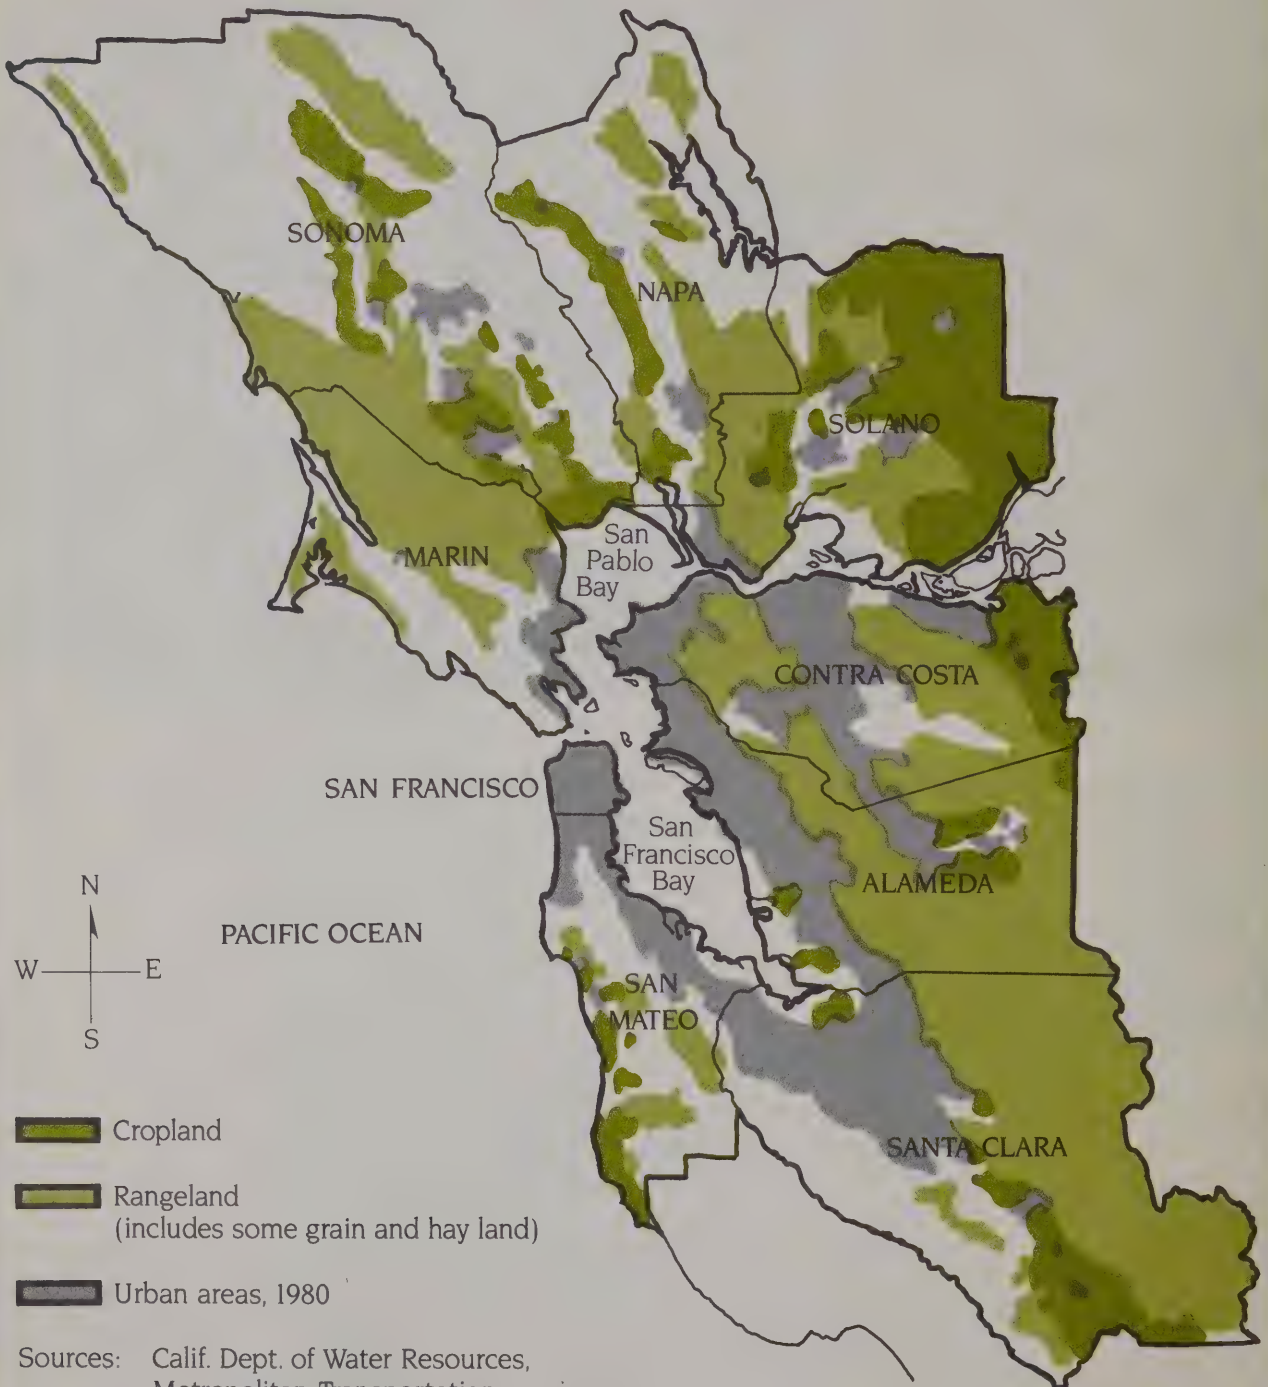 SONOMA
NAPA
SOLANO
MARIN
San
Pablo
Bay
CONTRA COSTA
SAN FRANCISCO
San
Francisco
Bay
ALAMEDA
PACIFIC OCEAN
N
W
E
S
SAN
MATEO
SANTA CLARA
Cropland
Rangeland
(includes some grain and hay land)
Urban areas, 1980
Sources: Calif. Dept. of Water Resources,
Metropolitan Transportation